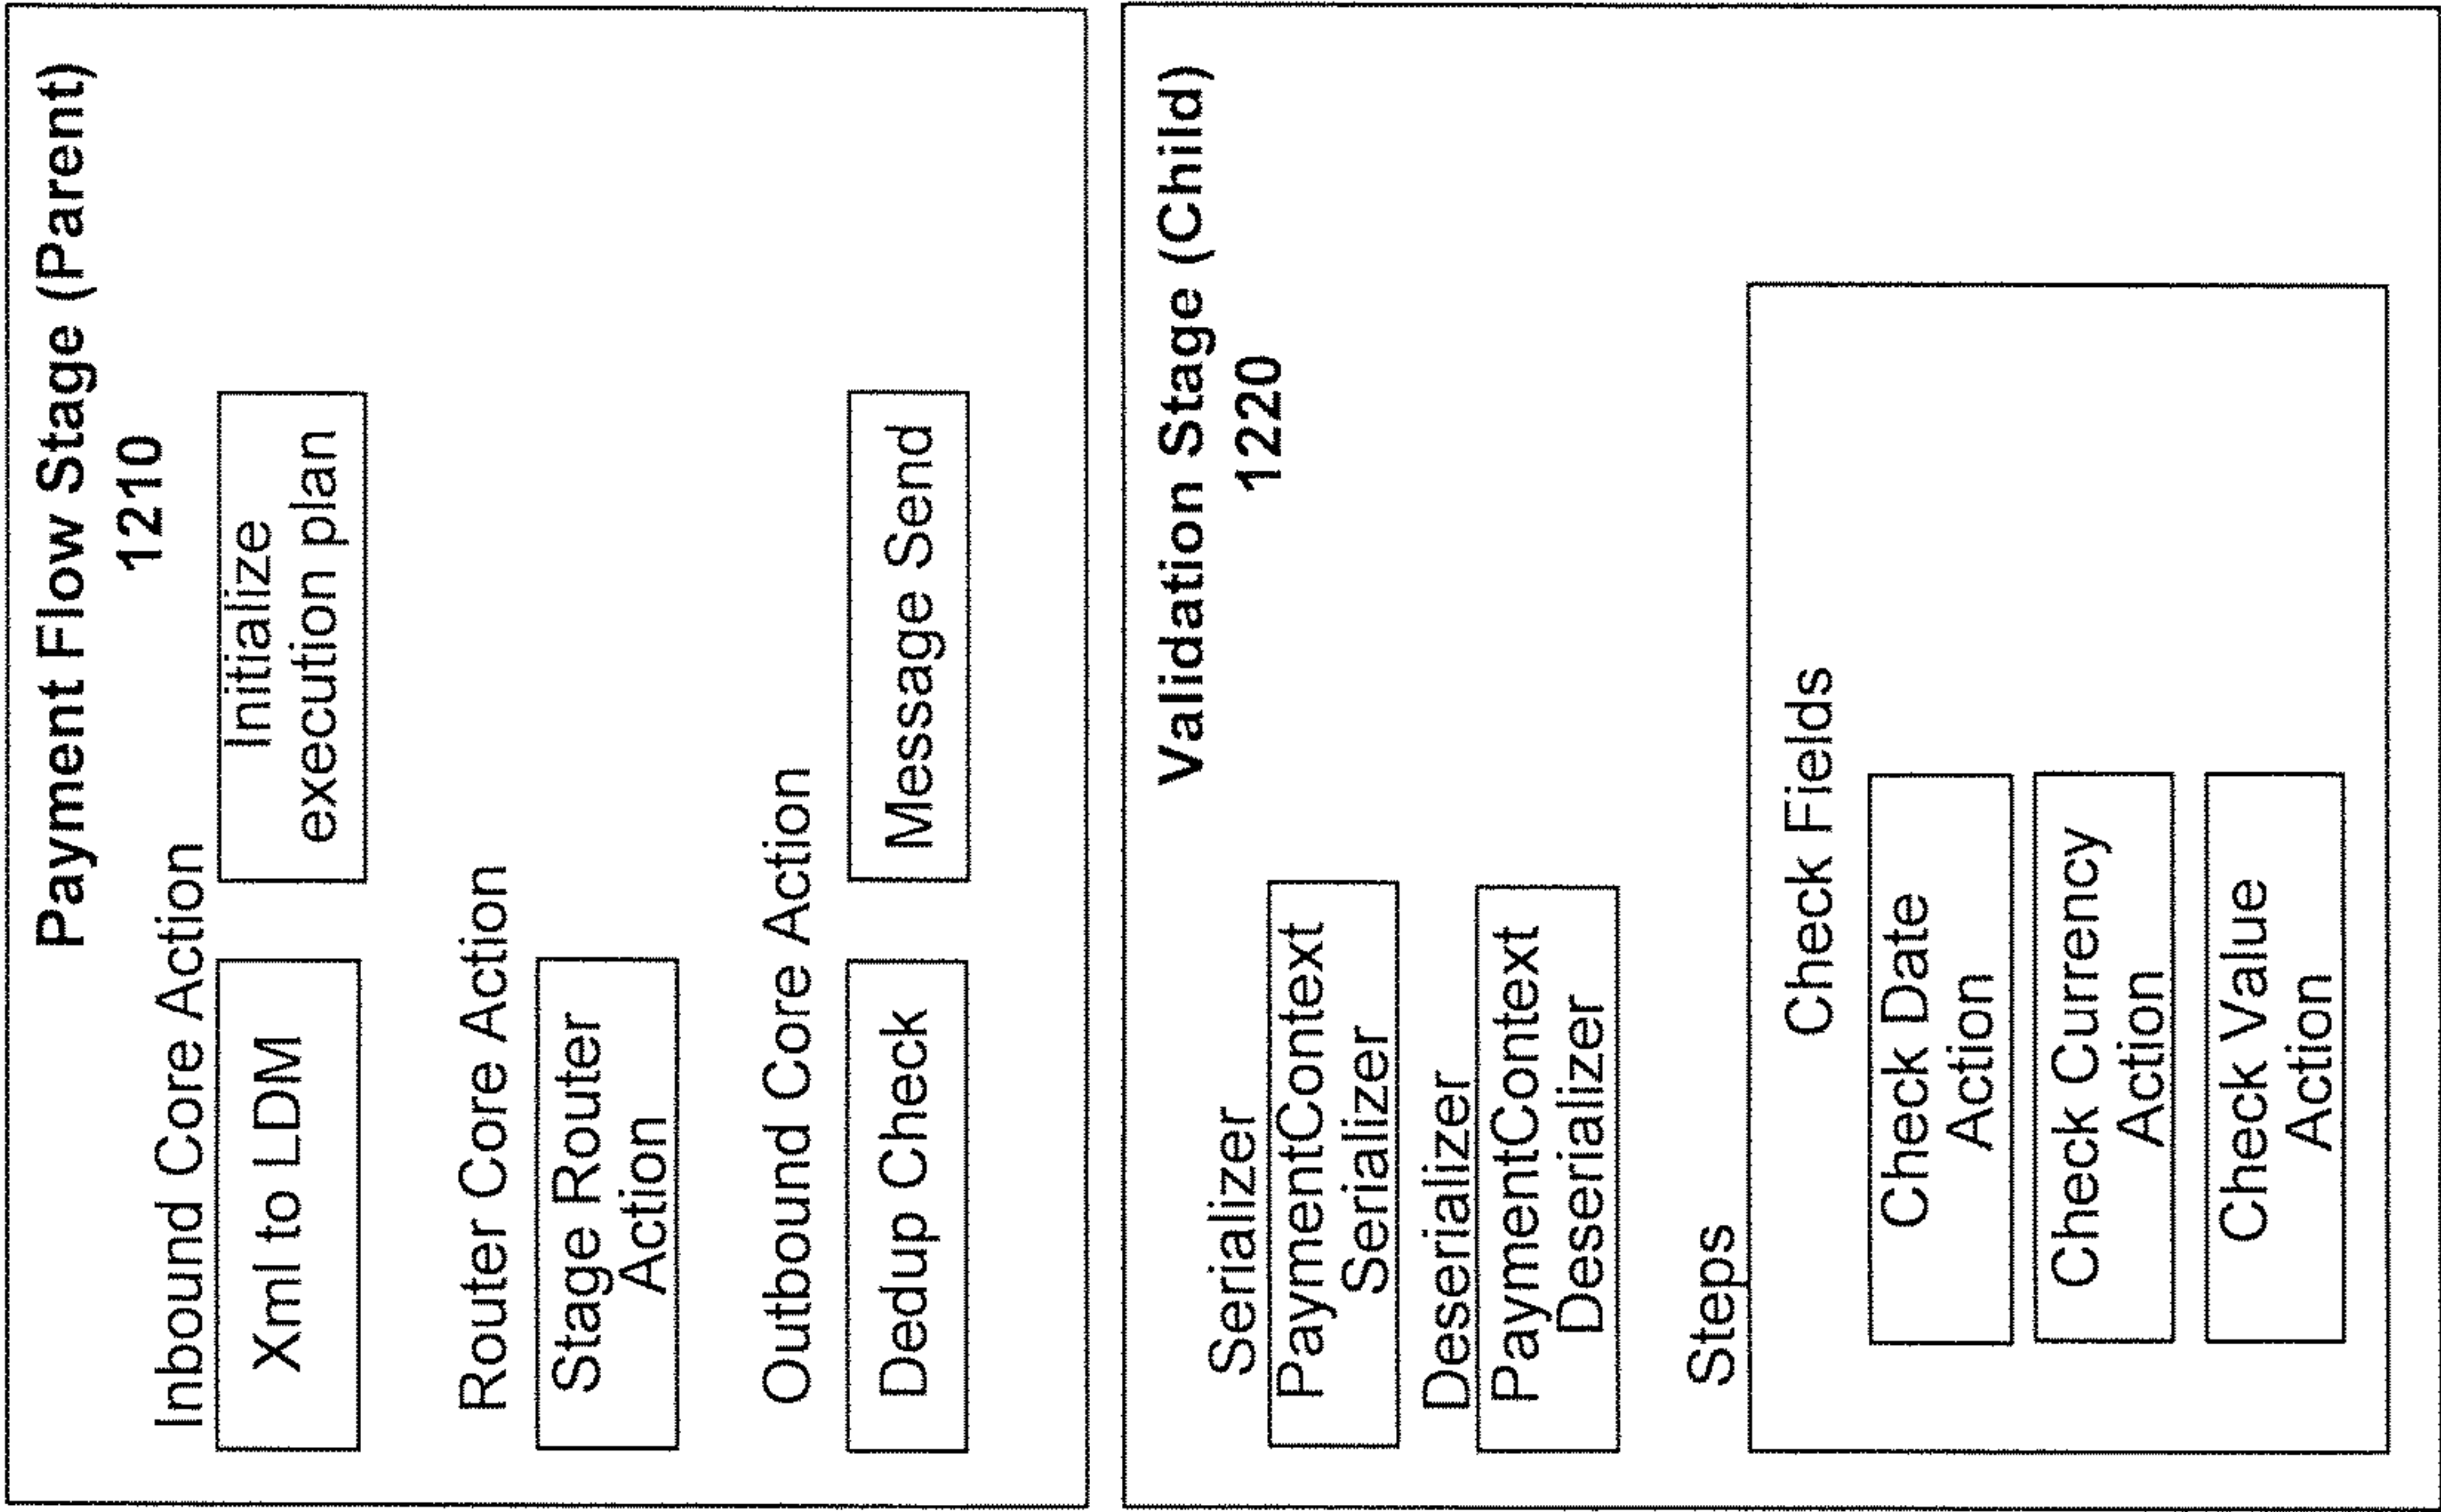 Payment Flow Stage (Parent)
1210
Inbound Core Action
Xml to LDM
Initialize
execution plan
Router Core Action
Stage Router
Action
Outbound Core Action
Dedup Check
Message Send
Validation Stage (Child)
1220
Serializer
PaymentContext
Serializer
Deserializer
PaymentContext
Deserializer
Steps
Check Fields
Check Date
Action
Check Currency
Action
Check Value
Action